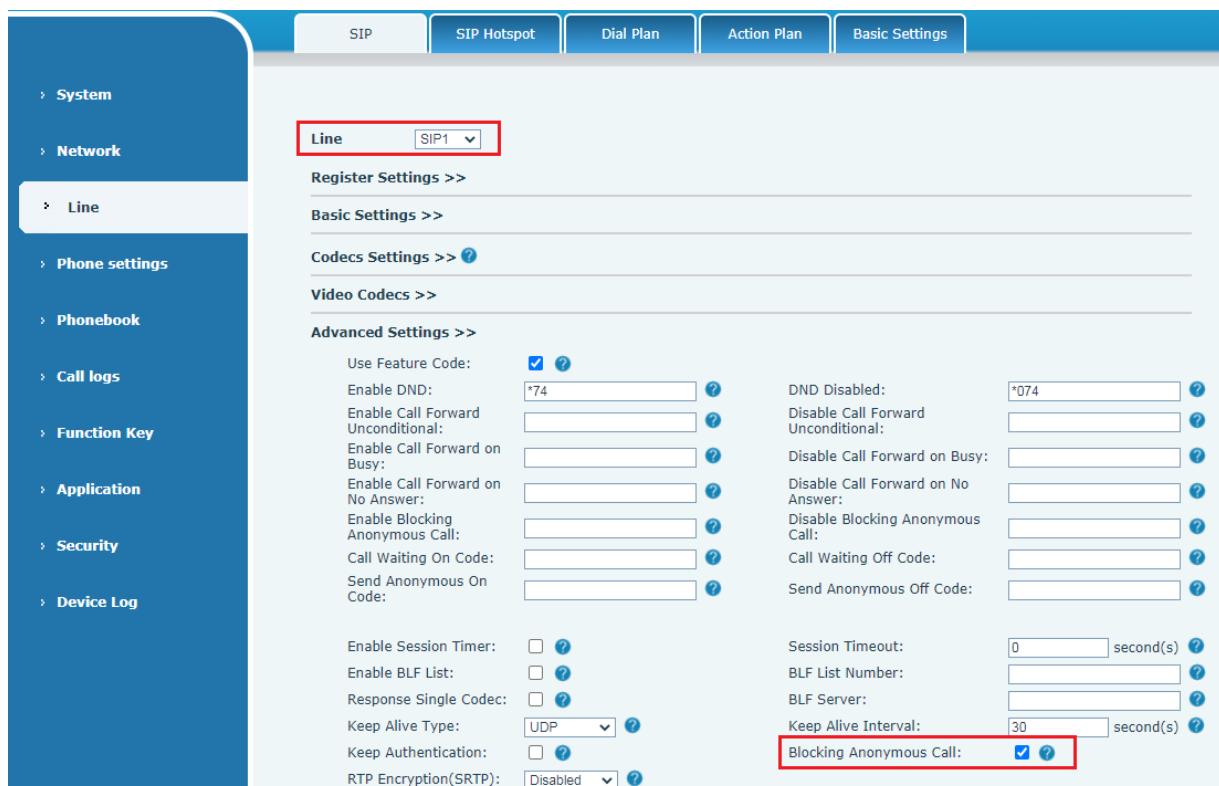 SIP
SIP Hotspot
Dial Plan
Action Plan
Basic Settings
› System
› Network
› Line
› Phone settings
› Phonebook
› Call logs
› Function Key
› Application
› Security
› Device Log
Line SIP1
Register Settings >>
Basic Settings >>
Codecs Settings >> ?
Video Codecs >>
Advanced Settings >>
Use Feature Code: ?
Enable DND: *74 ? DND Disabled: *074 ?
Enable Call Forward
Unconditional: ? Disable Call Forward
Unconditional: ?
Enable Call Forward on
Busy: ? Disable Call Forward on Busy: ?
Enable Call Forward on
No Answer: ? Disable Call Forward on No
Answer: ?
Enable Blocking
Anonymous Call: ? Disable Blocking Anonymous
Call: ?
Call Waiting On Code: ? Call Waiting Off Code: ?
Send Anonymous On
Code: ? Send Anonymous Off Code: ?
Enable Session Timer: ? Session Timeout: 0 second(s) ?
Enable BLF List: ? BLF List Number: ?
Response Single Codec: ? BLF Server: ?
Keep Alive Type: UDP ? Keep Alive Interval: 30 second(s) ?
Keep Authentication: ? Blocking Anonymous Call: ?
RTP Encryption(SRTP): Disabled ?